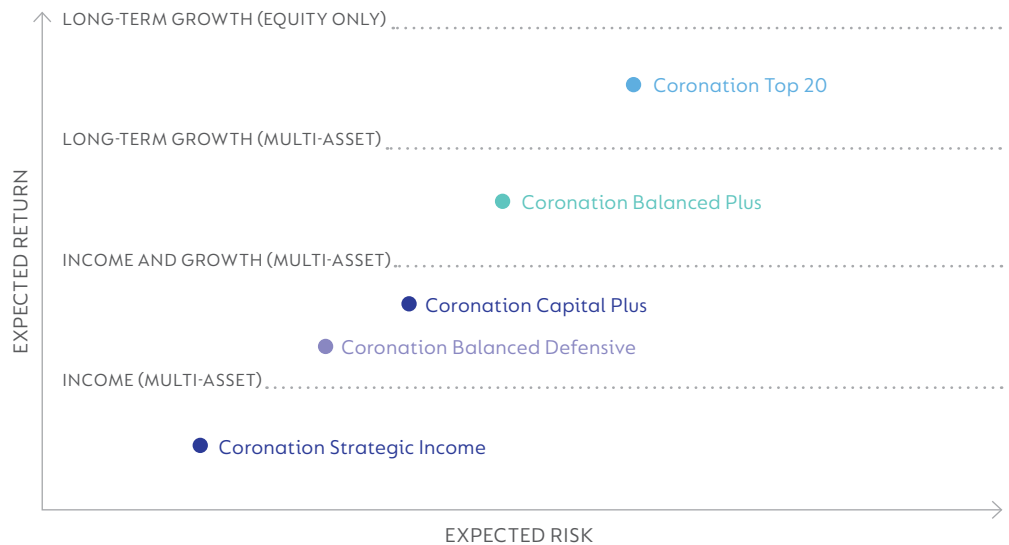 LONG-TERM GROWTH (EQUITY ONLY)
Coronation Top 20
LONG-TERM GROWTH (MULTI-ASSET)
Coronation Balanced Plus
INCOME AND GROWTH (MULTI-ASSET)
Coronation Capital Plus
Coronation Balanced Defensive
INCOME (MULTI-ASSET)
Coronation Strategic Income
EXPECTED RETURN
EXPECTED RISK